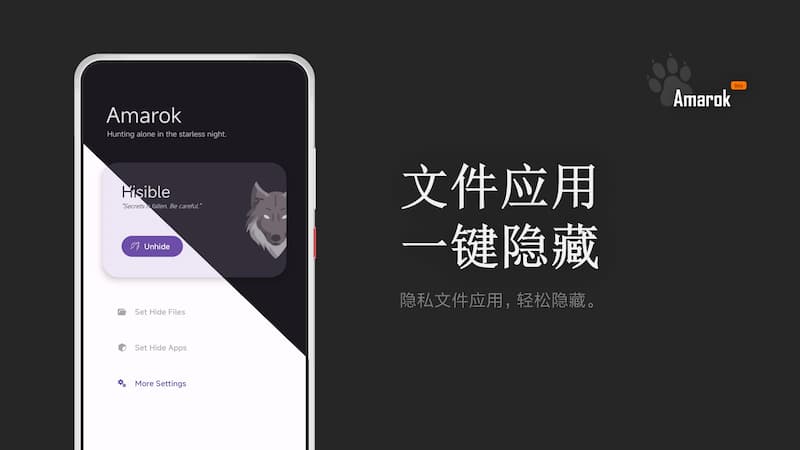 Amarok
Hunting alone in the starless night.
"Secrets is fallen. Be careful."
Unhide
Set Hide Files
Set Hide Apps
More Settings
Amarok
文件应用
一键隐藏
隐私文件应用，轻松隐藏。